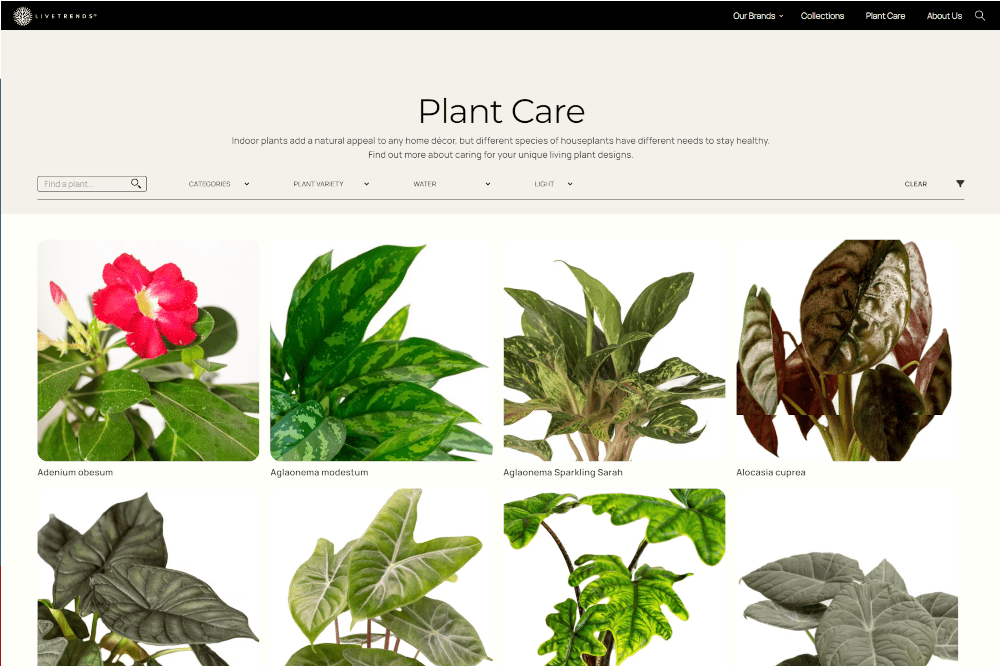 LIVETRENDS®
Our Brands
Collections
Plant Care
About Us
Plant Care
Indoor plants add a natural appeal to any home décor, but different species of houseplants have different needs to stay healthy.
Find out more about caring for your unique living plant designs.
Find a plant...
CATEGORIES
PLANT VARIETY
WATER
LIGHT
CLEAR
Adenium obesum
Aglaonema modestum
Aglaonema Sparkling Sarah
Alocasia cuprea